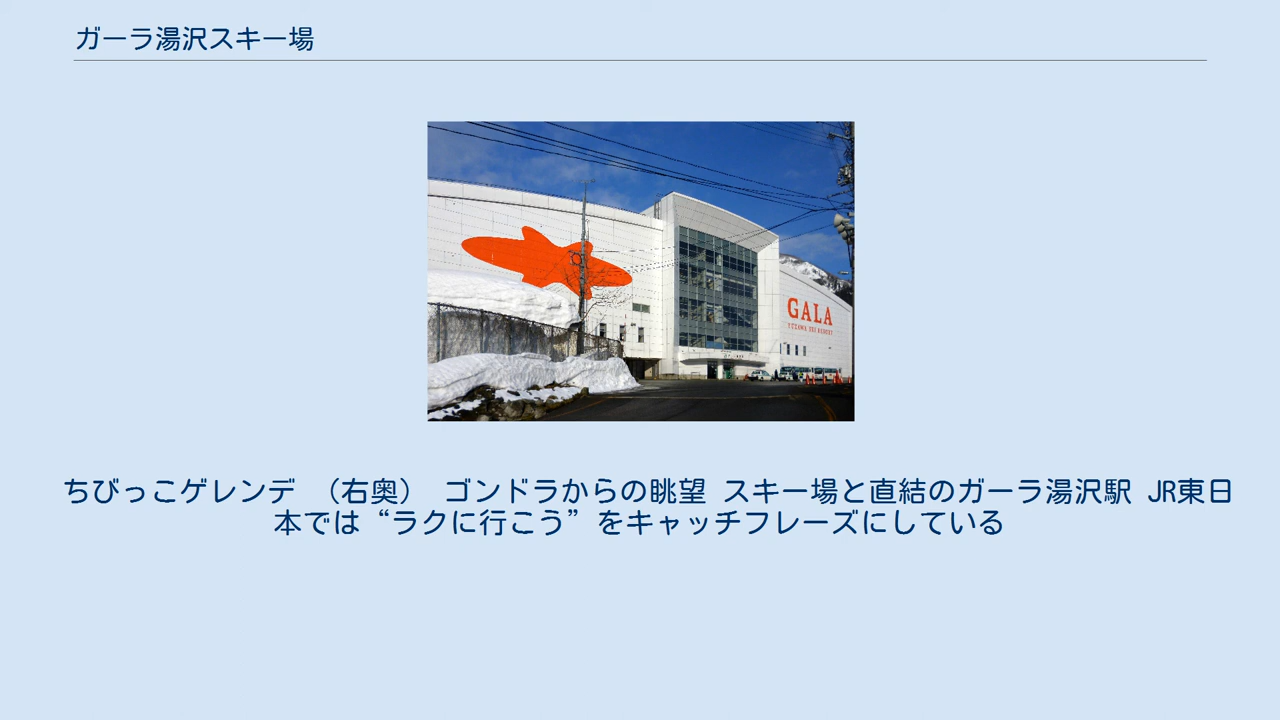 ガーラ湯沢スキー場
GALA
YUZAWA SKI RESORT
ちびっこゲレンデ （右奥） ゴンドラからの眺望 スキー場と直結のガーラ湯沢駅 JR東日
本では“ラクに行こう”をキャッチフレーズにしている